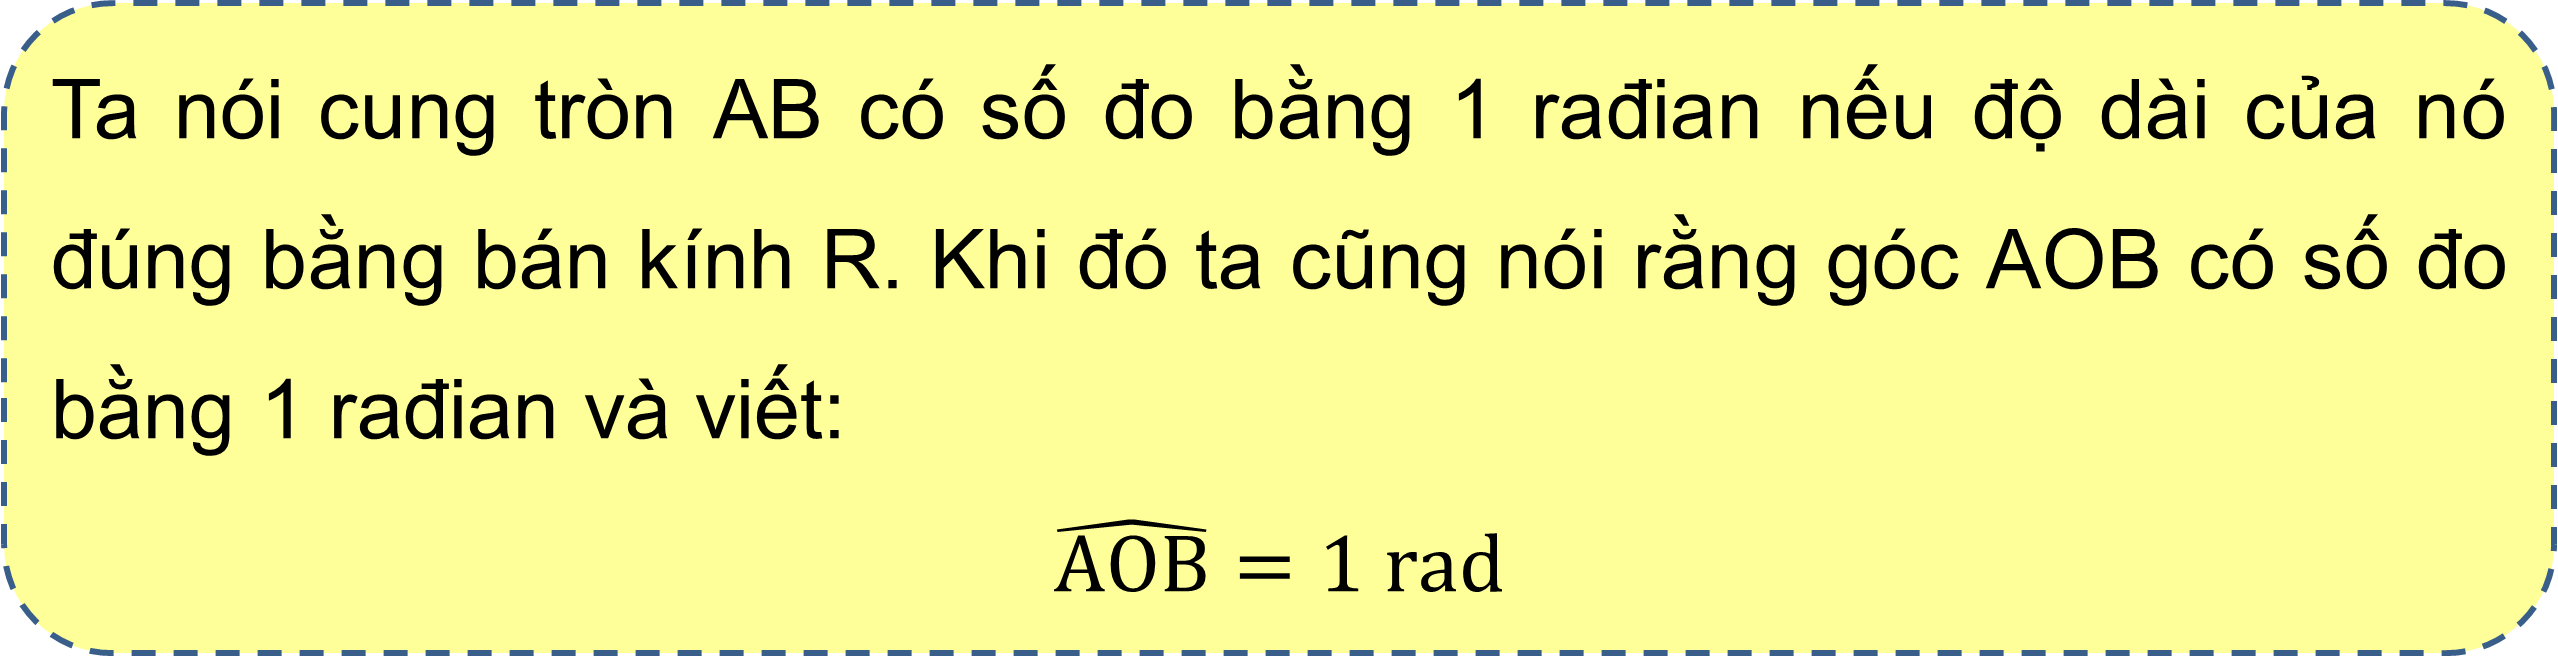 Ta nói cung tròn AB có số đo bằng 1 rađian nếu độ dài của nó
đúng bằng bán kính R. Khi đó ta cũng nói rằng góc AOB có số đo
bằng 1 rađian và viết:
$\widehat{AOB}$ = 1 rad